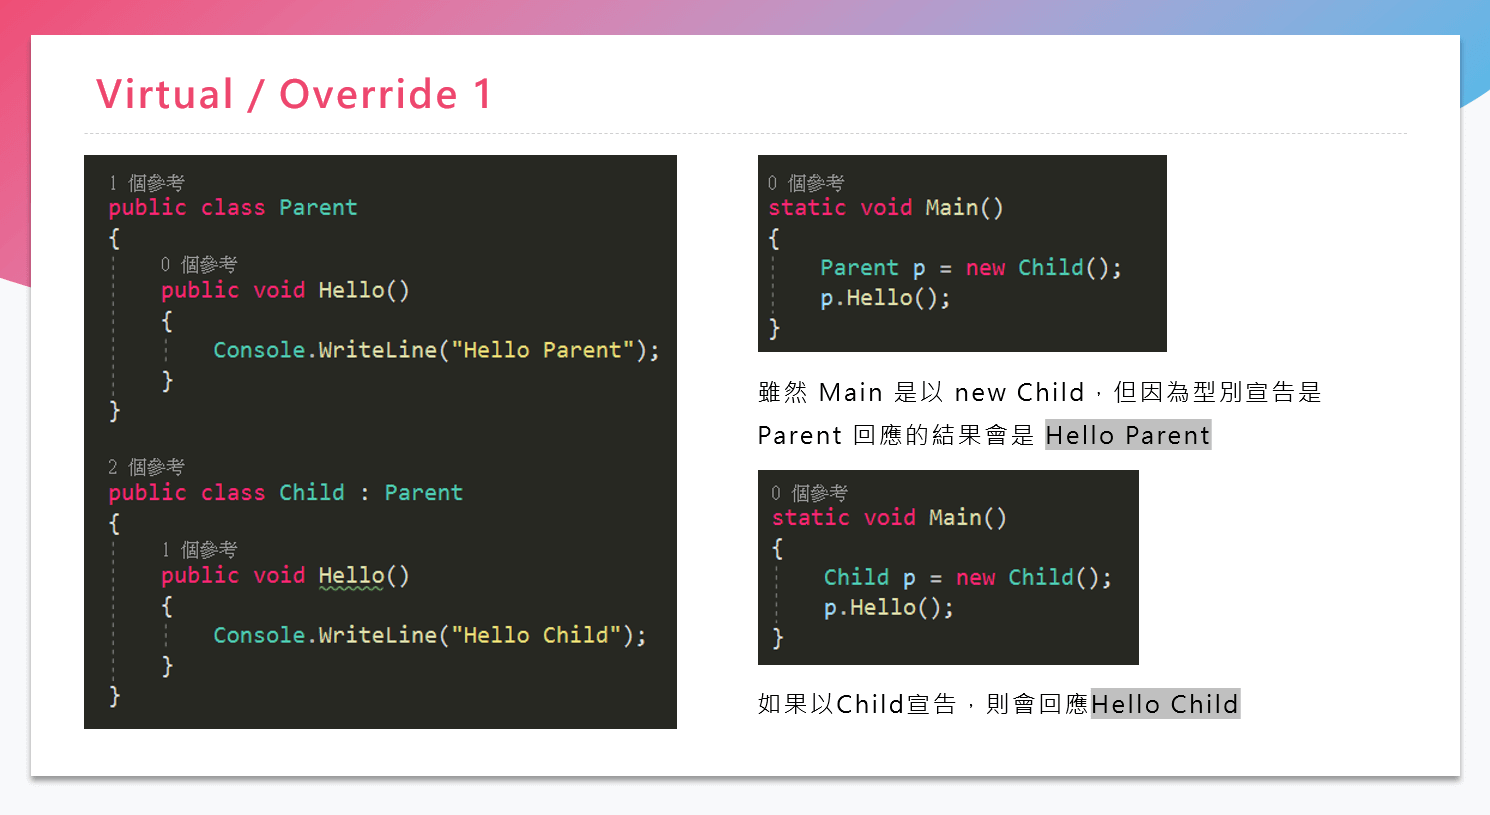 Virtual / Override 1
1 個參考
public class Parent
{
0 個參考
public void Hello()
{
Console.WriteLine("Hello Parent");
}
}
2 個參考
public class Child : Parent
{
1 個參考
public void Hello()
{
Console.WriteLine("Hello Child");
}
}
0 個參考
static void Main()
{
Parent p = new Child();
p.Hello();
}
雖然 Main 是以 new Child，但因為型別宣告是
Parent 回應的結果會是 Hello Parent
0 個參考
static void Main()
{
Child p = new Child();
p.Hello();
}
如果以Child宣告，則會回應Hello Child